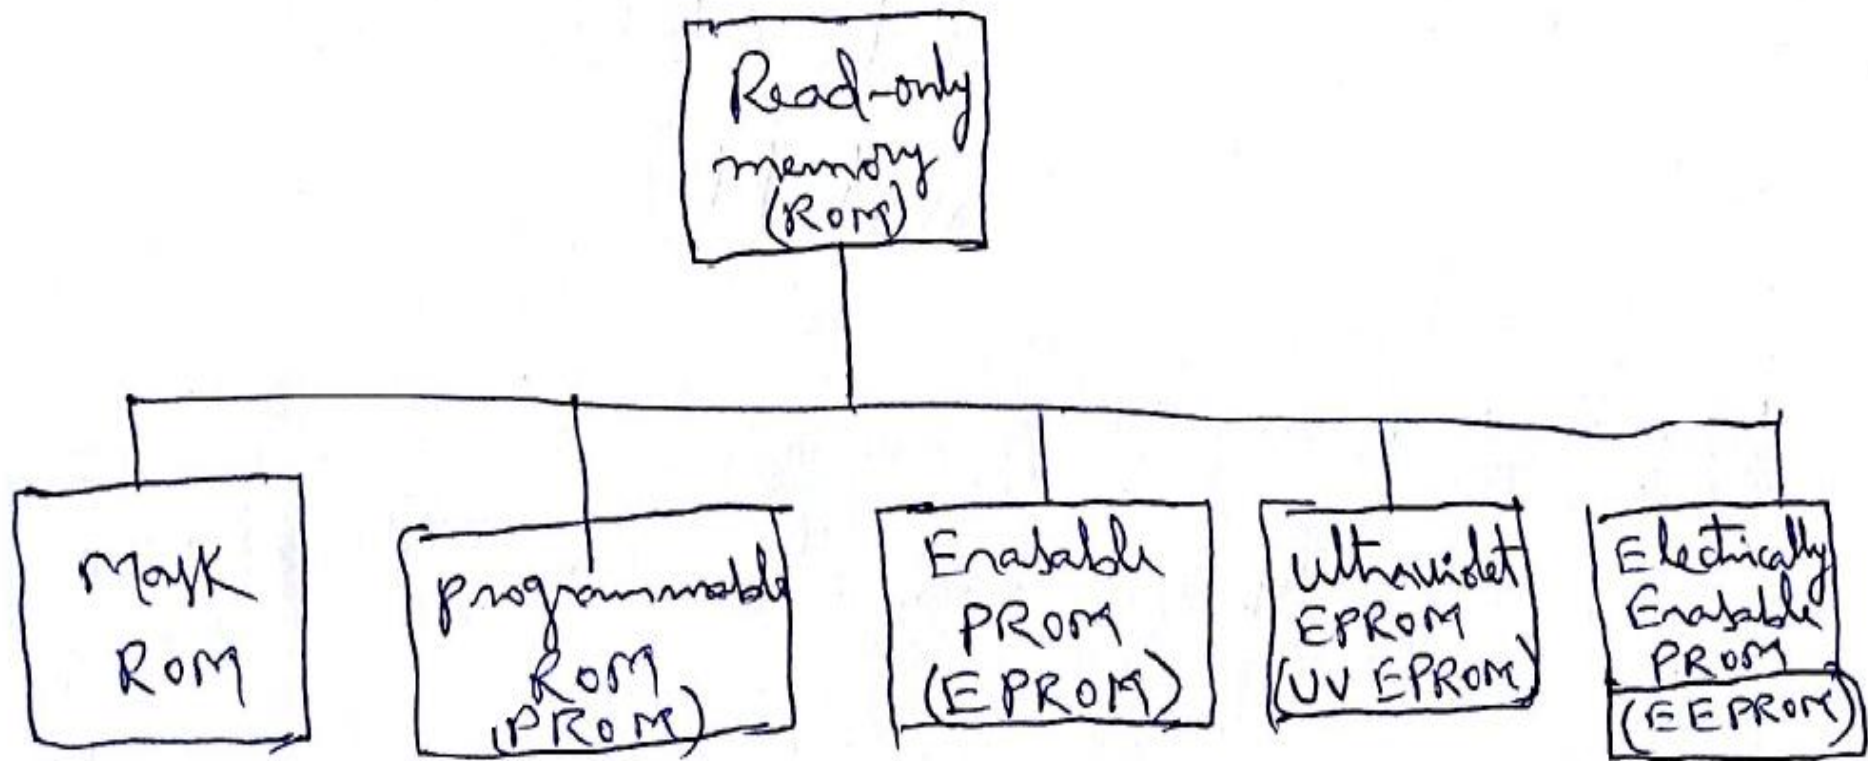 Read-only
memory
(ROM)
Mask
ROM
programmable
ROM
(PROM)
Erasable
PROM
(EPROM)
Ultraviolet
EPROM
(UV EPROM)
Electrically
Erasable
PROM
(EEPROM)